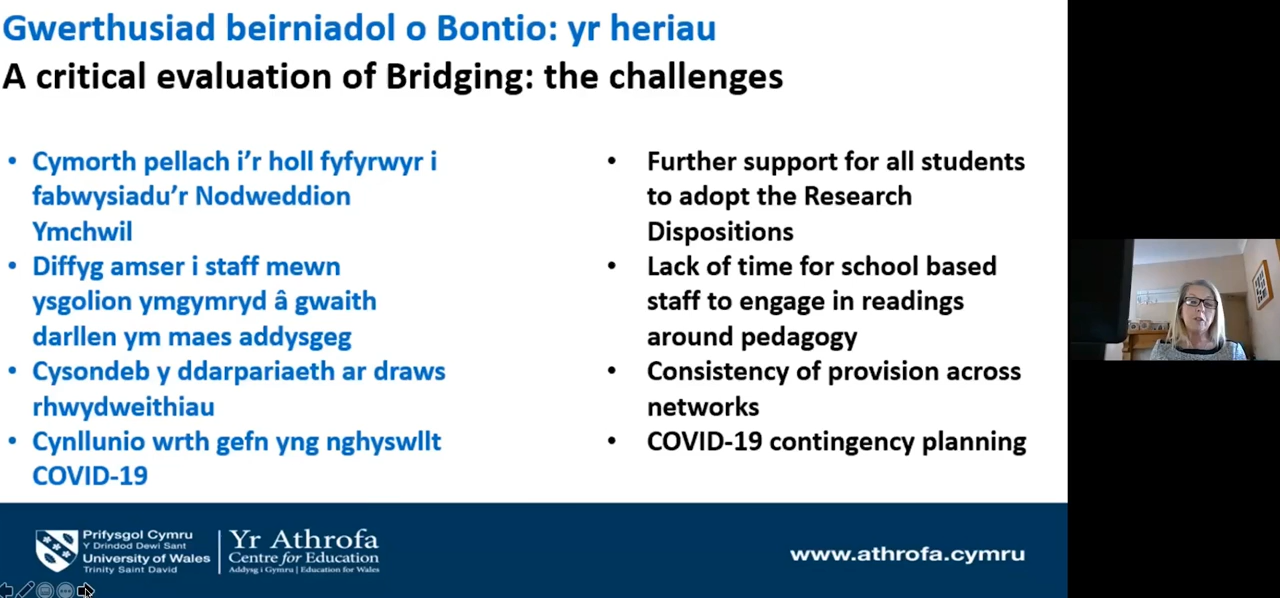 Gwerthusiad beirniadol o Bontio: yr heriau
A critical evaluation of Bridging: the challenges
• Cymorth pellach i'r holl fyfyrwyr i
fabwysiadu'r Nodweddion
Ymchwil
• Diffyg amser i staff mewn
ysgolion ymgymryd â gwaith
darllen ym maes addysgeg
• Cysondeb y ddarpariaeth ar draws
rhwydweithiau
• Cynllunio wrth gefn yng nghyswllt
COVID-19
• Further support for all students
to adopt the Research
Dispositions
• Lack of time for school based
staff to engage in readings
around pedagogy
• Consistency of provision across
networks
• COVID-19 contingency planning
Prifysgol Cymru
Y Drindod Dewi Sant
University of Wales
Trinity Saint David
Yr Athrofa
Centre for Education
Addysg i Gymru | Education for Wales
www.athrofa.cymru